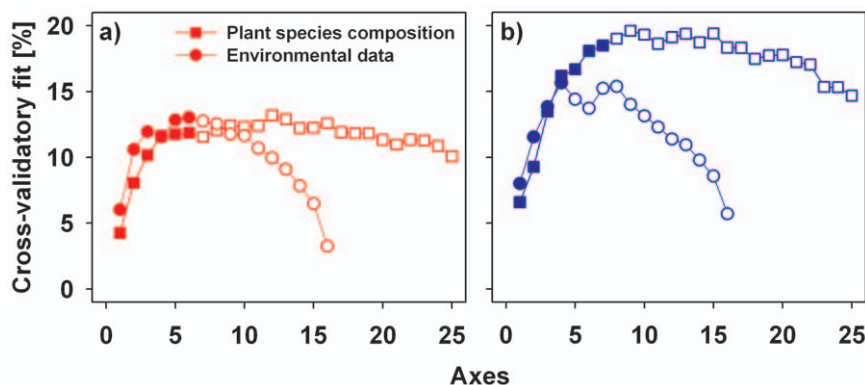 Cross-validatory fit [%]
20
15
10
5
0
a)
Plant species composition
Environmental data
b)
0 5 10 15 20 25
0 5 10 15 20 25
Axes